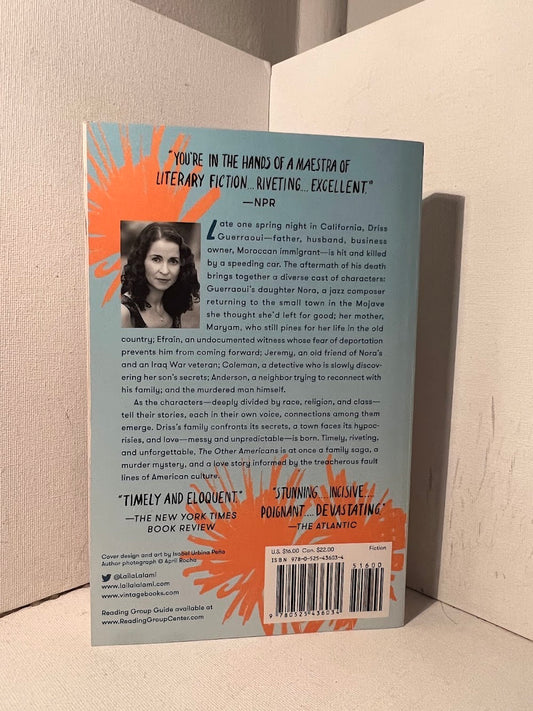 "YOU'RE IN THE HANDS OF A MAESTRA OF
LITERARY FICTION... RIVETING... EXCELLENT."
—NPR
Late one spring night in California, Driss
Guerraoui—father, husband, business
owner, Moroccan immigrant—is hit and killed
by a speeding car. The aftermath of his death
brings together a diverse cast of characters:
Guerraoui's daughter Nora, a jazz composer
returning to the small town in the Mojave
she thought she'd left for good; her mother,
Maryam, who still pines for her life in the old
country; Efraín, an undocumented witness whose fear of deportation
prevents him from coming forward; Jeremy, an old friend of Nora's
and an Iraq War veteran; Coleman, a detective who is slowly discov-
ering her son's secrets; Anderson, a neighbor trying to reconnect with
his family; and the murdered man himself.
As the characters—deeply divided by race, religion, and class—
tell their stories, each in their own voice, connections among them
emerge. Driss's family confronts its secrets, a town faces its hypoc-
risies, and love—messy and unpredictable—is born. Timely, riveting,
and unforgettable, The Other Americans is at once a family saga, a
murder mystery, and a love story informed by the treacherous fault
lines of American culture.
"TIMELY AND ELOQUENT."
—THE NEW YORK TIMES
BOOK REVIEW
"STUNNING... INCISIVE....
POIGNANT.... DEVASTATING"
—THE ATLANTIC
Cover design and art by Isabel Urbina Peña
Author photograph © April Rocha
@LailaLalami
www.lailalalami.com
www.vintagebooks.com
Reading Group Guide available at
www.ReadingGroupCenter.com
U.S. $16.00 Can. $22.00 Fiction
ISBN 978-0-525-43603-4
51600
9 780525 436034